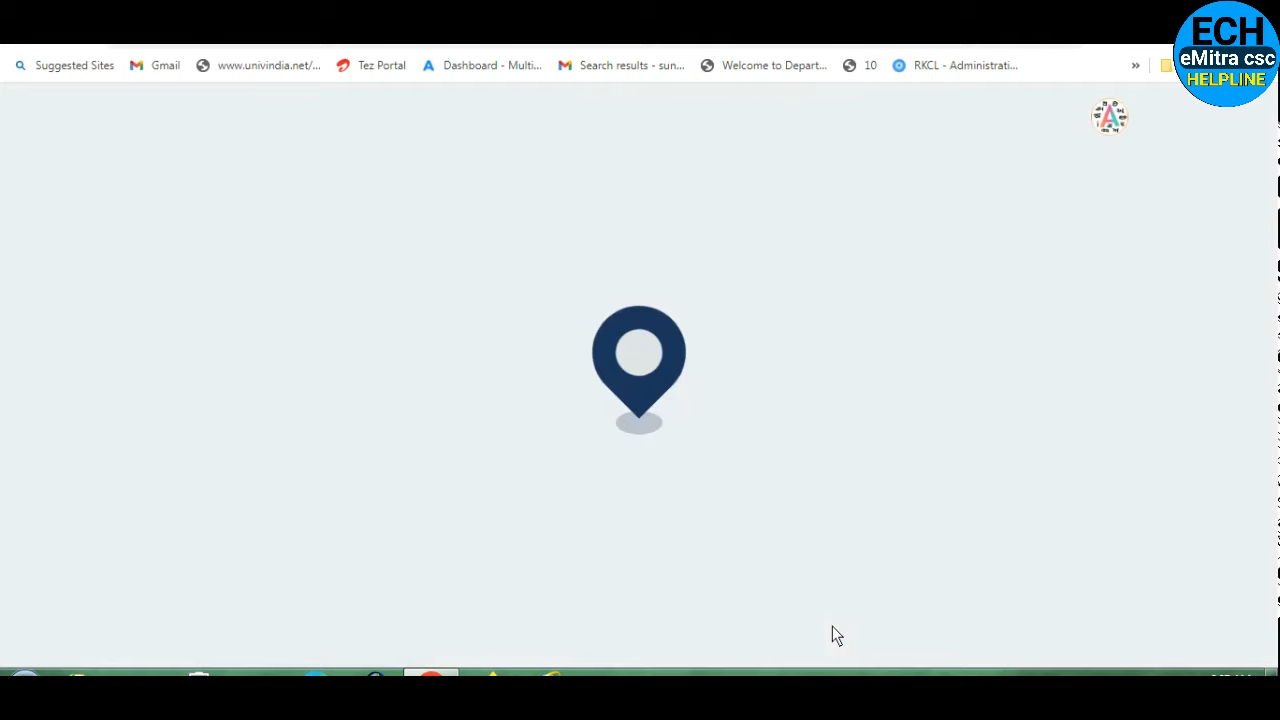 ECH
eMitra csc
HELPLINE
Suggested Sites Gmail www.univindia.net/... Tez Portal Dashboard - Multi... Search results - sun... Welcome to Depart... 10 RKCL - Administrati... »
A